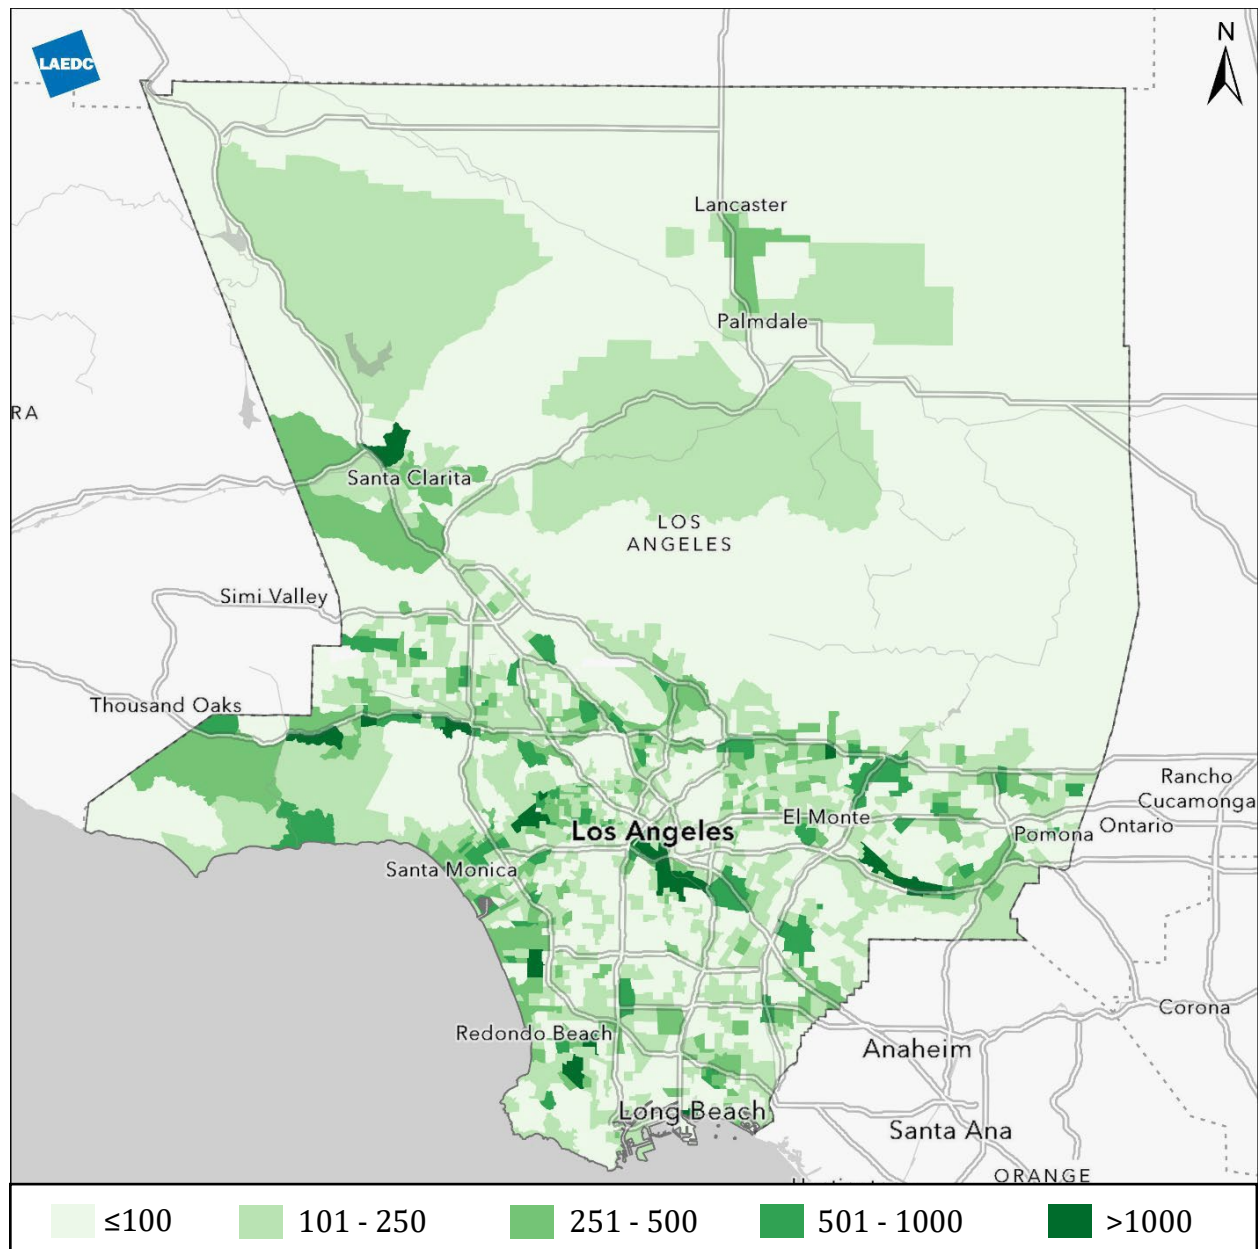 LAEDC
N
Lancaster
Palmdale
RA
Santa Clarita
LOS
ANGELES
Simi Valley
Thousand Oaks
Rancho
Cucamonga
El Monte
Los Angeles
Pomona
Ontario
Santa Monica
Corona
Redondo Beach
Anaheim
Long Beach
Santa Ana
ORANGE
≤100
101 - 250
251 - 500
501 - 1000
>1000